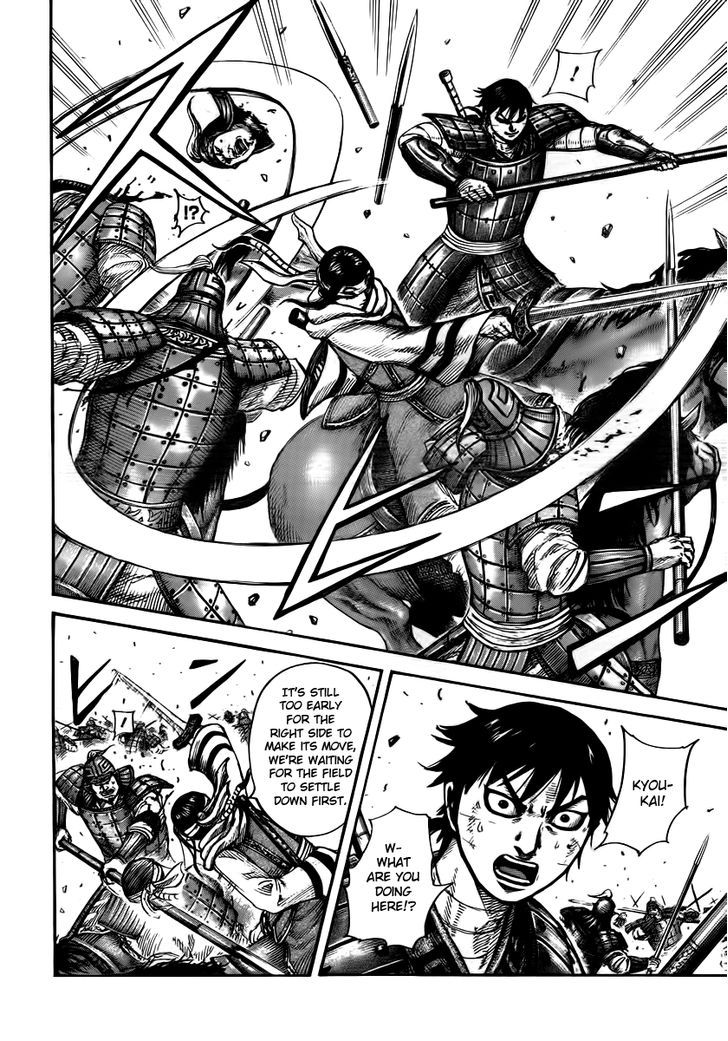 !
!?
KYOU-
KAI!
W-
WHAT
ARE YOU
DOING
HERE!?
!
IT'S STILL
TOO EARLY
FOR THE
RIGHT SIDE TO
MAKE ITS MOVE,
WE'RE WAITING
FOR THE FIELD
TO SETTLE
DOWN FIRST.